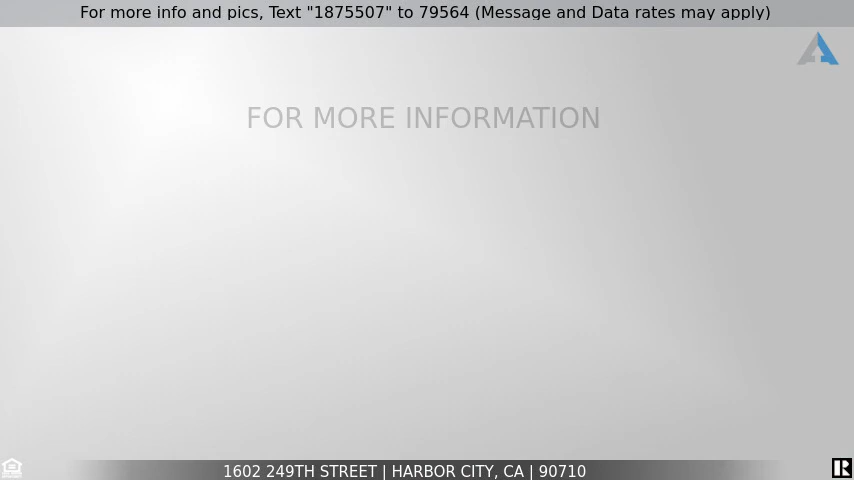 For more info and pics, Text "1875507" to 79564 (Message and Data rates may apply)
FOR MORE INFORMATION
1602 249TH STREET | HARBOR CITY, CA | 90710